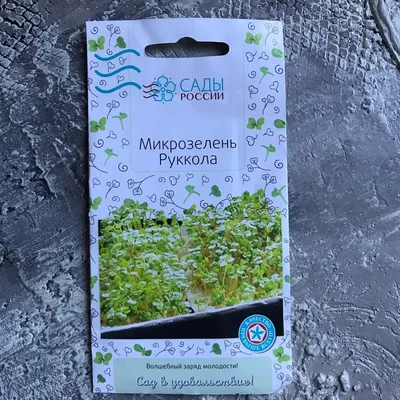 САДЫ
РОССИИ
Микрозелень
Руккола
Волшебный заряд молодости!
Сад в удовольствие!